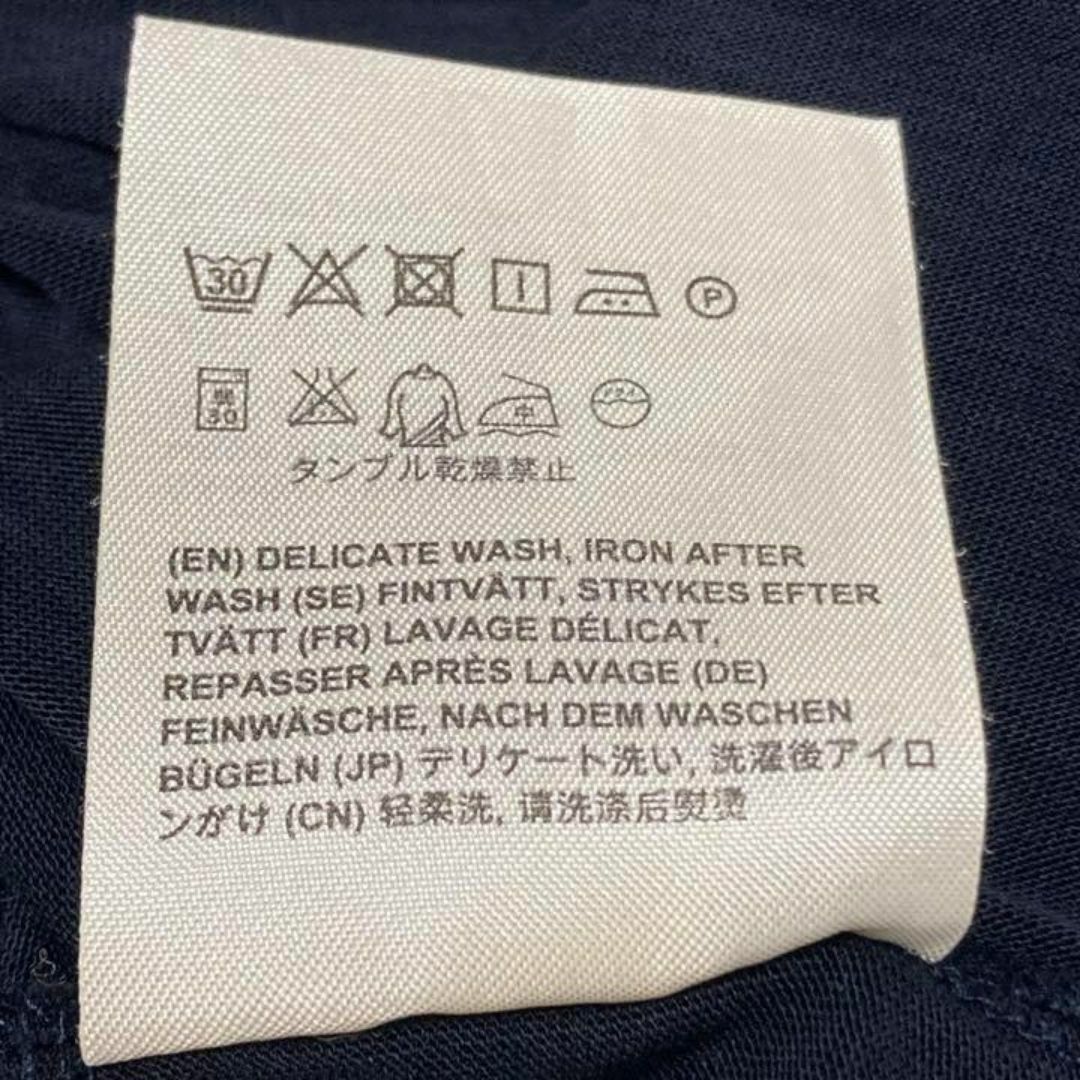 30 P
30 中
タンブル乾燥禁止
(EN) DELICATE WASH, IRON AFTER
WASH (SE) FINTVÄTT, STRYKES EFTER
TVÄTT (FR) LAVAGE DÉLICAT,
REPASSER APRÈS LAVAGE (DE)
FEINWÄSCHE, NACH DEM WASCHEN
BÜGELN (JP) デリケート洗い, 洗濯後アイロ
ンがけ (CN) 轻柔洗, 请洗涤后熨烫